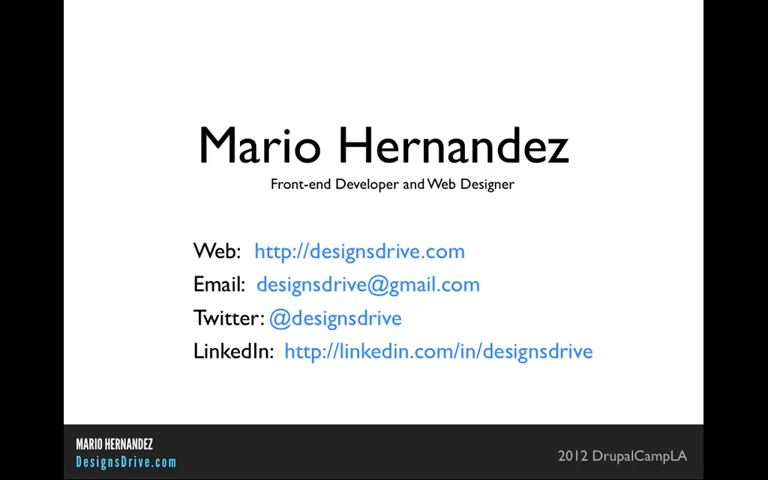 Mario Hernandez
Front-end Developer and Web Designer
Web: http://designsdrive.com
Email: designsdrive@gmail.com
Twitter: @designsdrive
LinkedIn: http://linkedin.com/in/designsdrive
MARIO HERNANDEZ
DesignsDrive.com
2012 DrupalCampLA